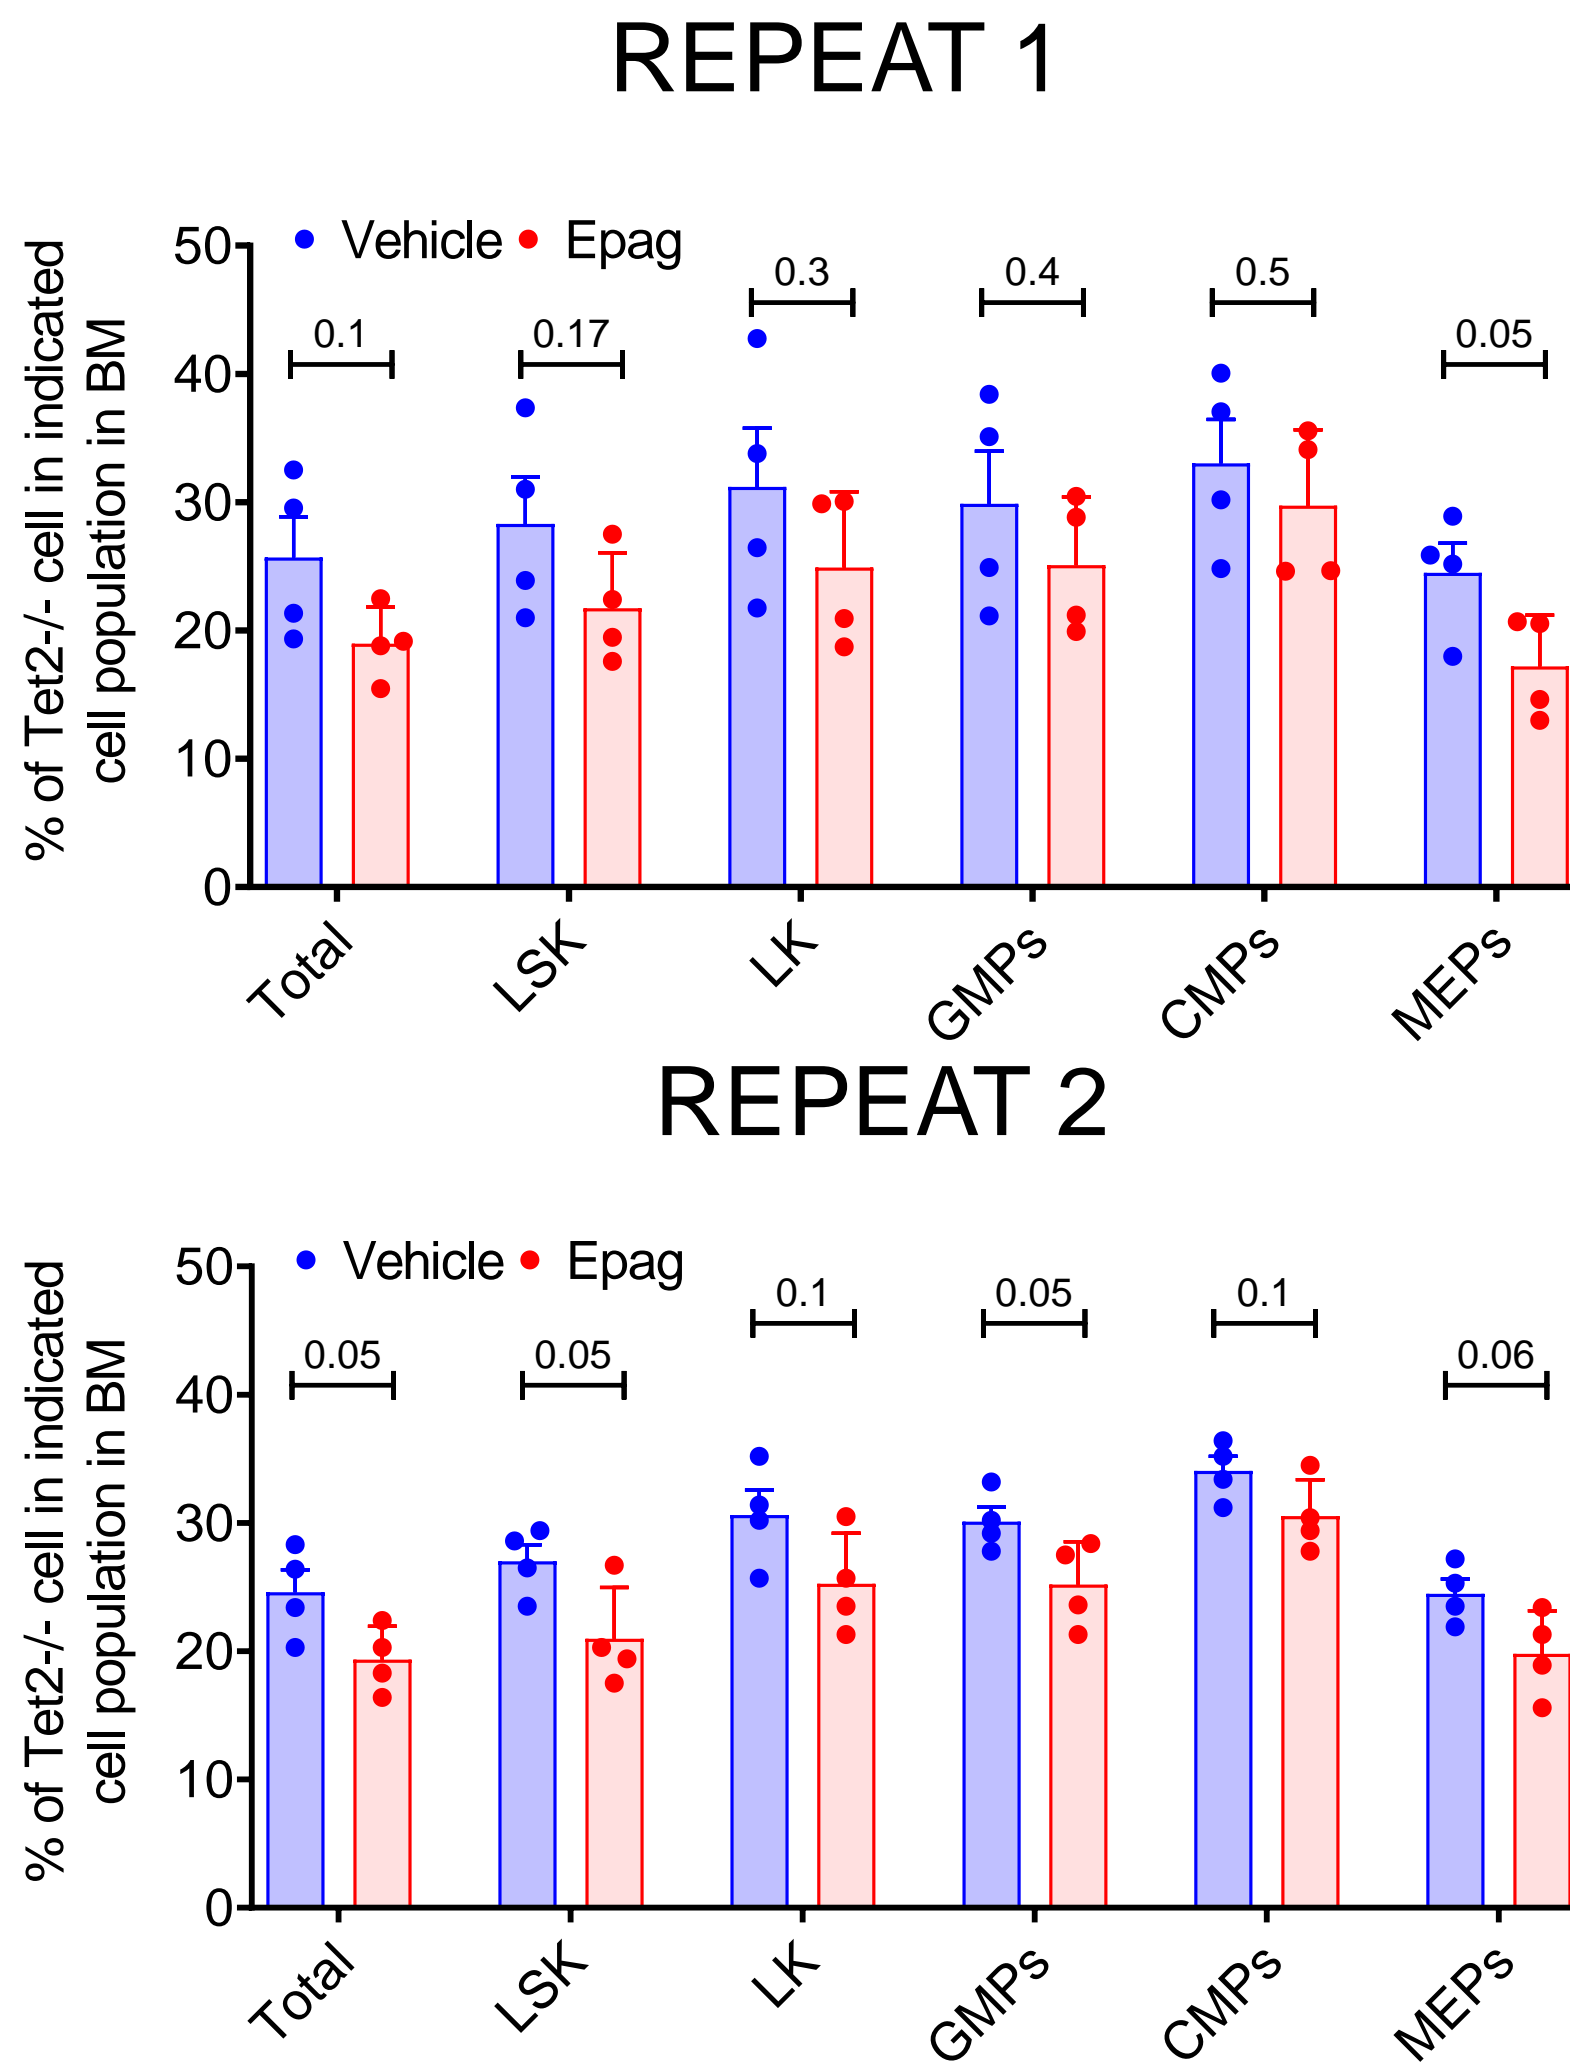 REPEAT 1
% of Tet2-/- cell in indicated
cell population in BM
Vehicle Epag
50
40
30
20
10
0
0.1
0.17
0.3
0.4
0.5
0.05
Total
LSK
LK
GMPs
CMPs
MEPs
REPEAT 2
% of Tet2-/- cell in indicated
cell population in BM
Vehicle Epag
50
40
30
20
10
0
0.05
0.05
0.1
0.05
0.1
0.06
Total
LSK
LK
GMPs
CMPs
MEPs